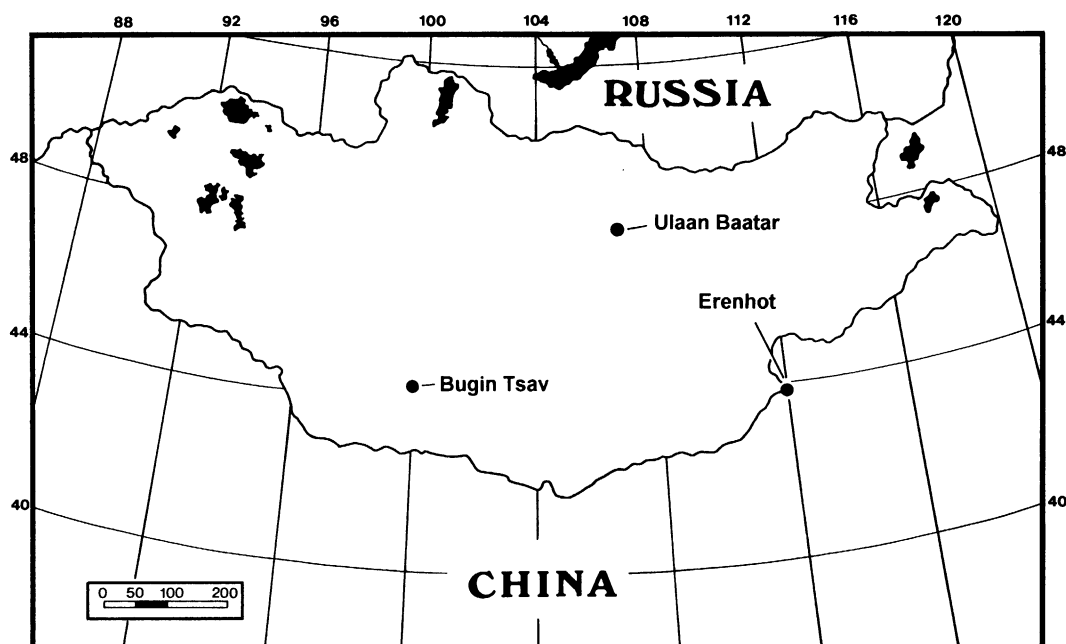 88 92 96 100 104 108 112 116 120
RUSSIA
48 48
Ulaan Baatar
Erenhot
44 44
Bugin Tsav
40 40
CHINA
0 50 100 200